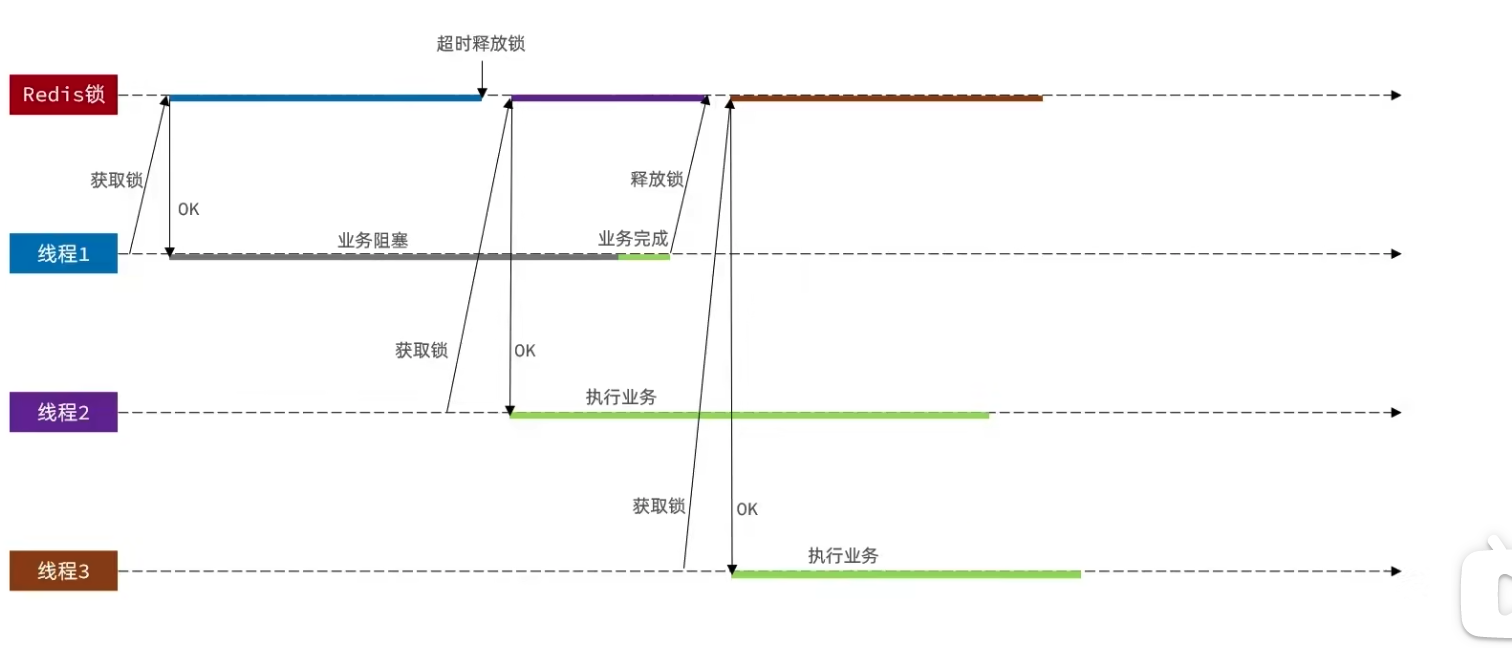 超时释放锁
Redis锁
获取锁
释放锁
OK
线程1
业务阻塞
业务完成
获取锁
OK
线程2
执行业务
获取锁
OK
线程3
执行业务